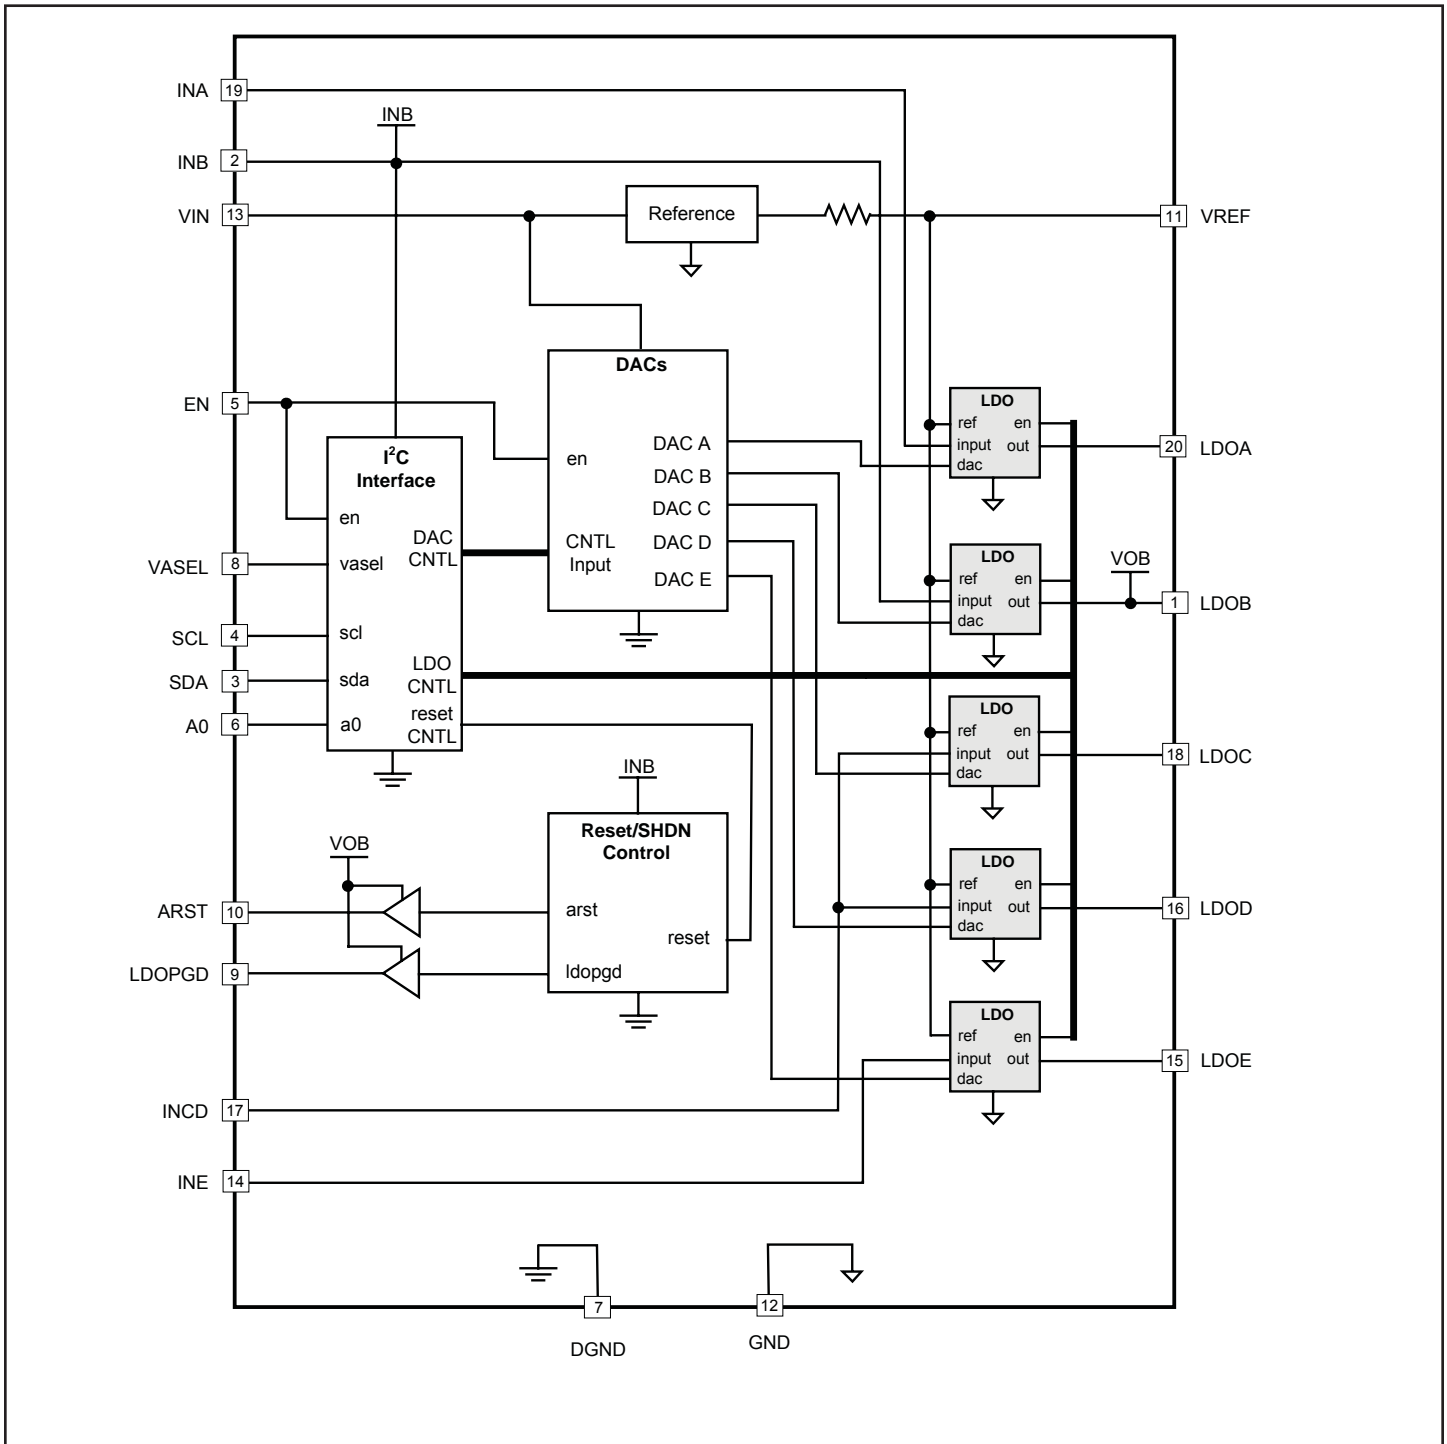 INA 19
INB
INB 2
VIN 13
Reference
11 VREF
EN 5
DACs
en
DAC A
DAC B
DAC C
DAC D
DAC E
CNTL
Input
I²C
Interface
en
vasel
scl
sda
a0
DAC
CNTL
LDO
CNTL
reset
CNTL
VASEL 8
SCL 4
SDA 3
A0 6
LDO
ref en
input out
dac
20 LDOA
LDO
ref en
input out
dac
VOB
1 LDOB
LDO
ref en
input out
dac
18 LDOC
INB
Reset/SHDN
Control
arst
reset
ldopgd
VOB
ARST 10
LDOPGD 9
LDO
ref en
input out
dac
16 LDOD
LDO
ref en
input out
dac
15 LDOE
INCD 17
INE 14
7
DGND
12
GND